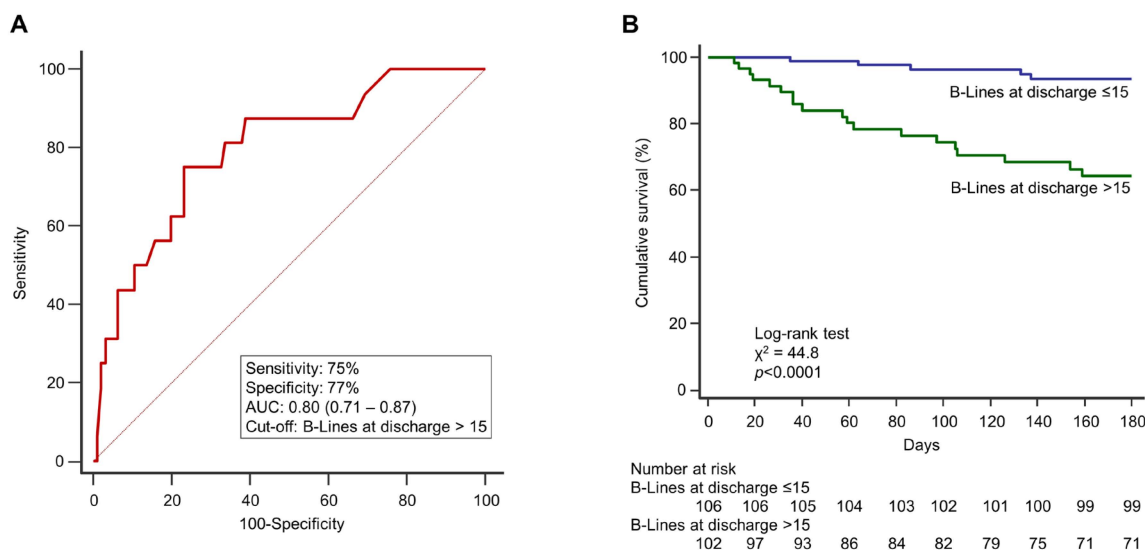 A
100
80
60
40
20
0
Sensitivity
0 20 40 60 80 100
100-Specificity
Sensitivity: 75%
Specificity: 77%
AUC: 0.80 (0.71 – 0.87)
Cut-off: B-Lines at discharge > 15
B
100
80
60
40
20
0
Cumulative survival (%)
B-Lines at discharge ≤15
B-Lines at discharge >15
Log-rank test
χ² = 44.8
p<0.0001
0 20 40 60 80 100 120 140 160 180
Days
Number at risk
B-Lines at discharge ≤15
106 106 105 104 103 102 101 100 99 99
B-Lines at discharge >15
102 97 93 86 84 82 79 75 71 71